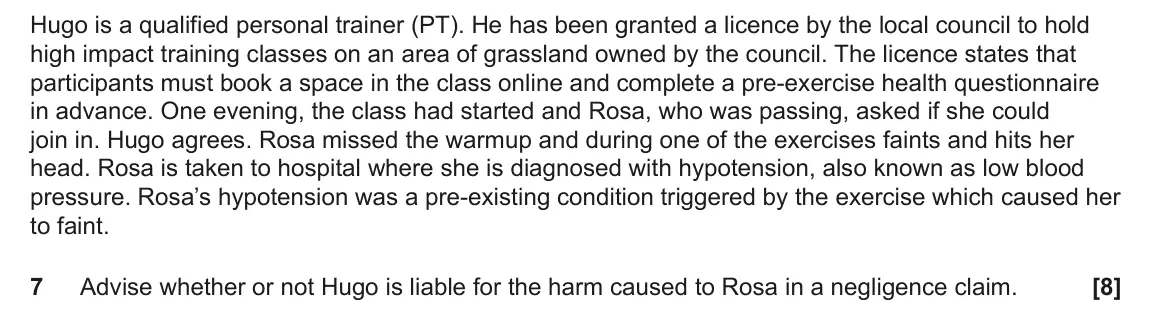 Hugo is a qualified personal trainer (PT). He has been granted a licence by the local council to hold
high impact training classes on an area of grassland owned by the council. The licence states that
participants must book a space in the class online and complete a pre-exercise health questionnaire
in advance. One evening, the class had started and Rosa, who was passing, asked if she could
join in. Hugo agrees. Rosa missed the warmup and during one of the exercises faints and hits her
head. Rosa is taken to hospital where she is diagnosed with hypotension, also known as low blood
pressure. Rosa’s hypotension was a pre-existing condition triggered by the exercise which caused her
to faint.
7 Advise whether or not Hugo is liable for the harm caused to Rosa in a negligence claim. [8]